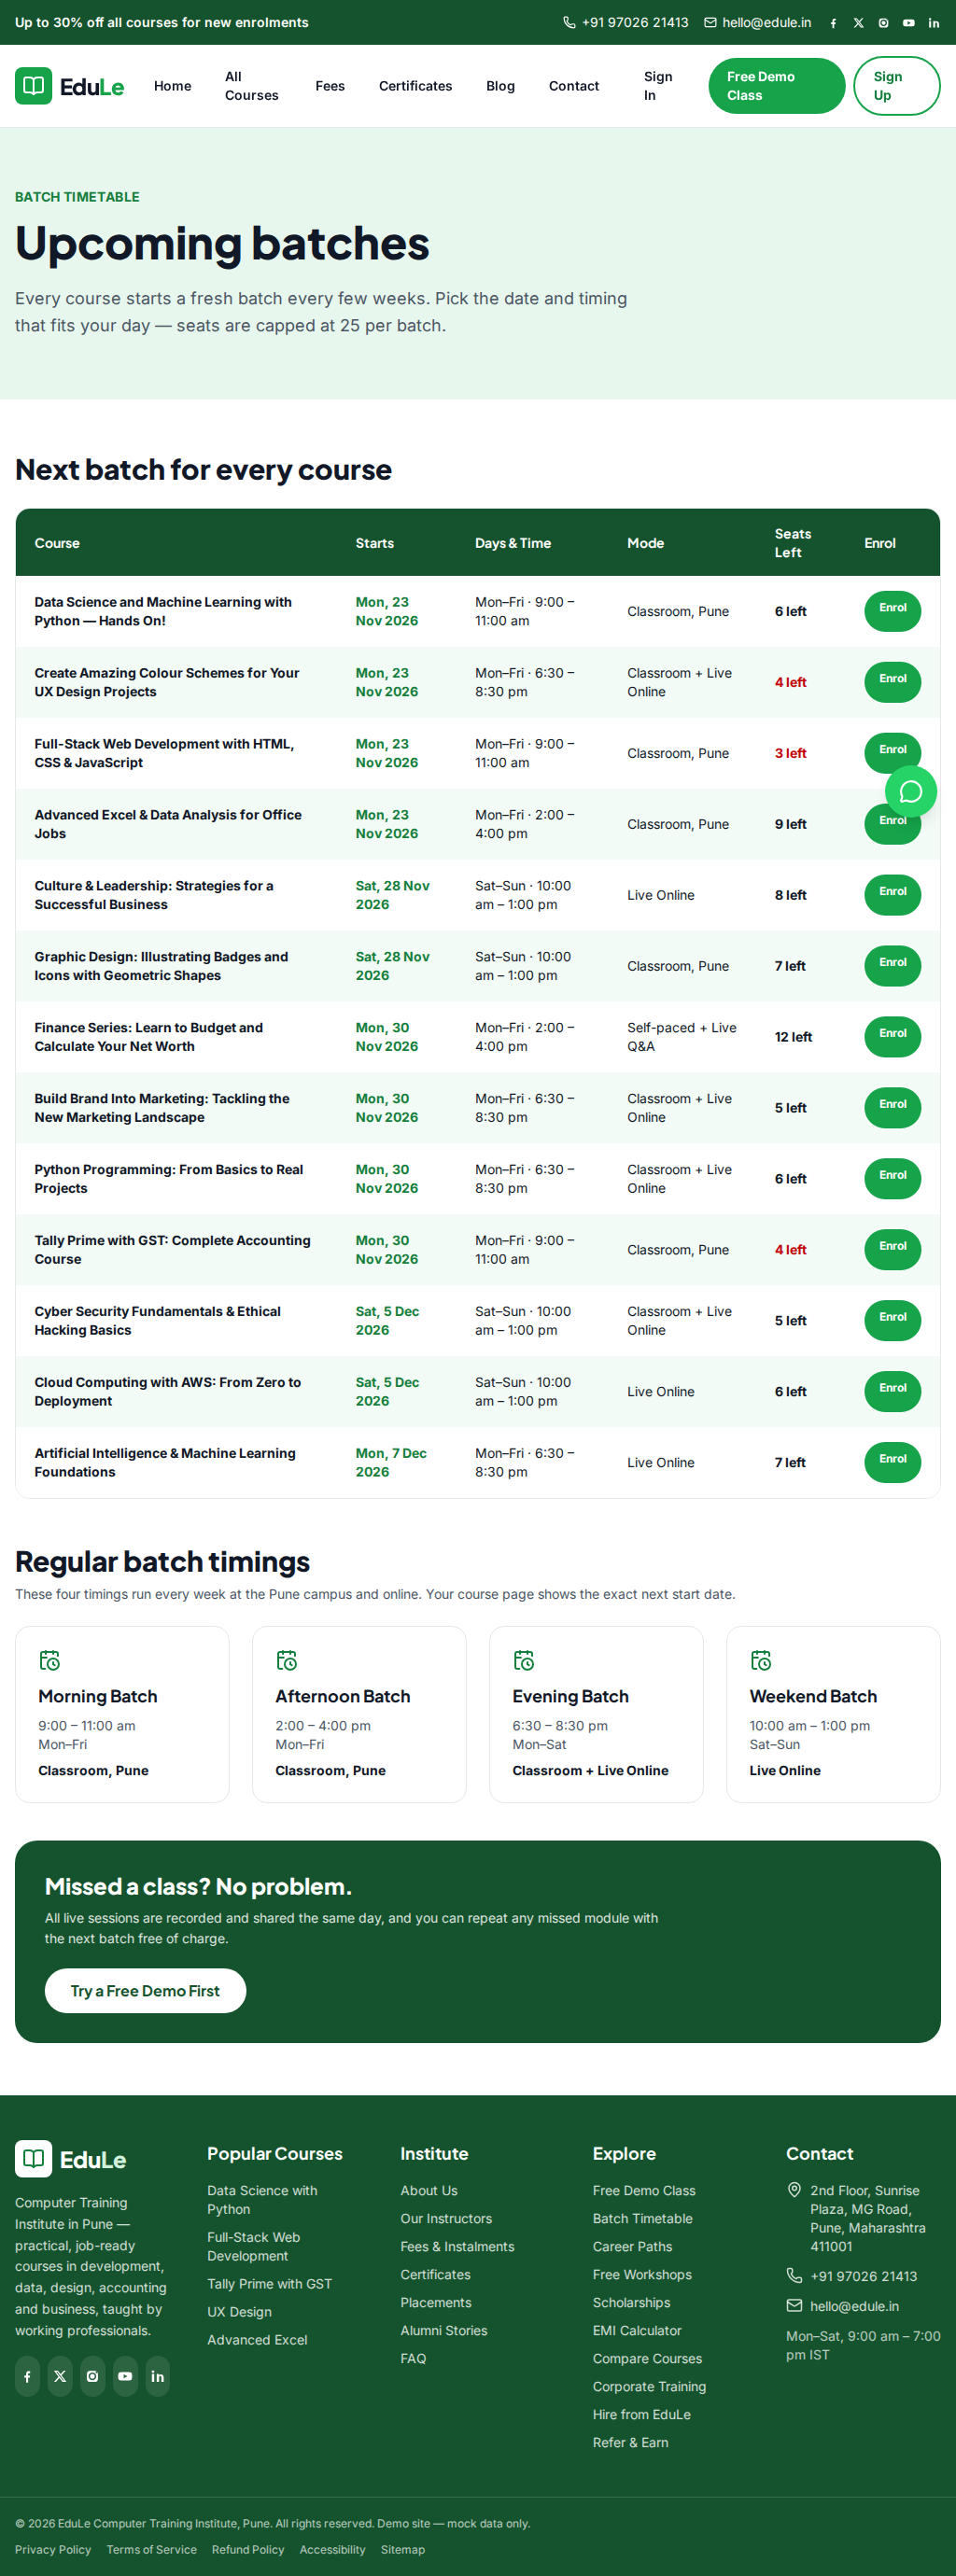 Up to 30% off all courses for new enrolments
+91 97026 21413
hello@edule.in
EduLe
Home
All
Courses
Fees
Certificates
Blog
Contact
Sign
In
Free Demo
Class
Sign
Up
BATCH TIMETABLE
Upcoming batches
Every course starts a fresh batch every few weeks. Pick the date and timing
that fits your day — seats are capped at 25 per batch.
Next batch for every course
Course
Starts
Days & Time
Mode
Seats
Left
Enrol
Data Science and Machine Learning with
Python — Hands On!
Mon, 23
Nov 2026
Mon–Fri · 9:00 –
11:00 am
Classroom, Pune
6 left
Enrol
Create Amazing Colour Schemes for Your
UX Design Projects
Mon, 23
Nov 2026
Mon–Fri · 6:30 –
8:30 pm
Classroom + Live
Online
4 left
Enrol
Full-Stack Web Development with HTML,
CSS & JavaScript
Mon, 23
Nov 2026
Mon–Fri · 9:00 –
11:00 am
Classroom, Pune
3 left
Enrol
Advanced Excel & Data Analysis for Office
Jobs
Mon, 23
Nov 2026
Mon–Fri · 2:00 –
4:00 pm
Classroom, Pune
9 left
Enrol
Culture & Leadership: Strategies for a
Successful Business
Sat, 28 Nov
2026
Sat–Sun · 10:00
am – 1:00 pm
Live Online
8 left
Enrol
Graphic Design: Illustrating Badges and
Icons with Geometric Shapes
Sat, 28 Nov
2026
Sat–Sun · 10:00
am – 1:00 pm
Classroom, Pune
7 left
Enrol
Finance Series: Learn to Budget and
Calculate Your Net Worth
Mon, 30
Nov 2026
Mon–Fri · 2:00 –
4:00 pm
Self-paced + Live
Q&A
12 left
Enrol
Build Brand Into Marketing: Tackling the
New Marketing Landscape
Mon, 30
Nov 2026
Mon–Fri · 6:30 –
8:30 pm
Classroom + Live
Online
5 left
Enrol
Python Programming: From Basics to Real
Projects
Mon, 30
Nov 2026
Mon–Fri · 6:30 –
8:30 pm
Classroom + Live
Online
6 left
Enrol
Tally Prime with GST: Complete Accounting
Course
Mon, 30
Nov 2026
Mon–Fri · 9:00 –
11:00 am
Classroom, Pune
4 left
Enrol
Cyber Security Fundamentals & Ethical
Hacking Basics
Sat, 5 Dec
2026
Sat–Sun · 10:00
am – 1:00 pm
Classroom + Live
Online
5 left
Enrol
Cloud Computing with AWS: From Zero to
Deployment
Sat, 5 Dec
2026
Sat–Sun · 10:00
am – 1:00 pm
Live Online
6 left
Enrol
Artificial Intelligence & Machine Learning
Foundations
Mon, 7 Dec
2026
Mon–Fri · 6:30 –
8:30 pm
Live Online
7 left
Enrol
Regular batch timings
These four timings run every week at the Pune campus and online. Your course page shows the exact next start date.
Morning Batch
9:00 – 11:00 am
Mon–Fri
Classroom, Pune
Afternoon Batch
2:00 – 4:00 pm
Mon–Fri
Classroom, Pune
Evening Batch
6:30 – 8:30 pm
Mon–Sat
Classroom + Live Online
Weekend Batch
10:00 am – 1:00 pm
Sat–Sun
Live Online
Missed a class? No problem.
All live sessions are recorded and shared the same day, and you can repeat any missed module with
the next batch free of charge.
Try a Free Demo First
EduLe
Computer Training
Institute in Pune —
practical, job-ready
courses in development,
data, design, accounting
and business, taught by
working professionals.
Popular Courses
Data Science with
Python
Full-Stack Web
Development
Tally Prime with GST
UX Design
Advanced Excel
Institute
About Us
Our Instructors
Fees & Instalments
Certificates
Placements
Alumni Stories
FAQ
Explore
Free Demo Class
Batch Timetable
Career Paths
Free Workshops
Scholarships
EMI Calculator
Compare Courses
Corporate Training
Hire from EduLe
Refer & Earn
Contact
2nd Floor, Sunrise
Plaza, MG Road,
Pune, Maharashtra
411001
+91 97026 21413
hello@edule.in
Mon–Sat, 9:00 am – 7:00
pm IST
© 2026 EduLe Computer Training Institute, Pune. All rights reserved. Demo site — mock data only.
Privacy Policy
Terms of Service
Refund Policy
Accessibility
Sitemap